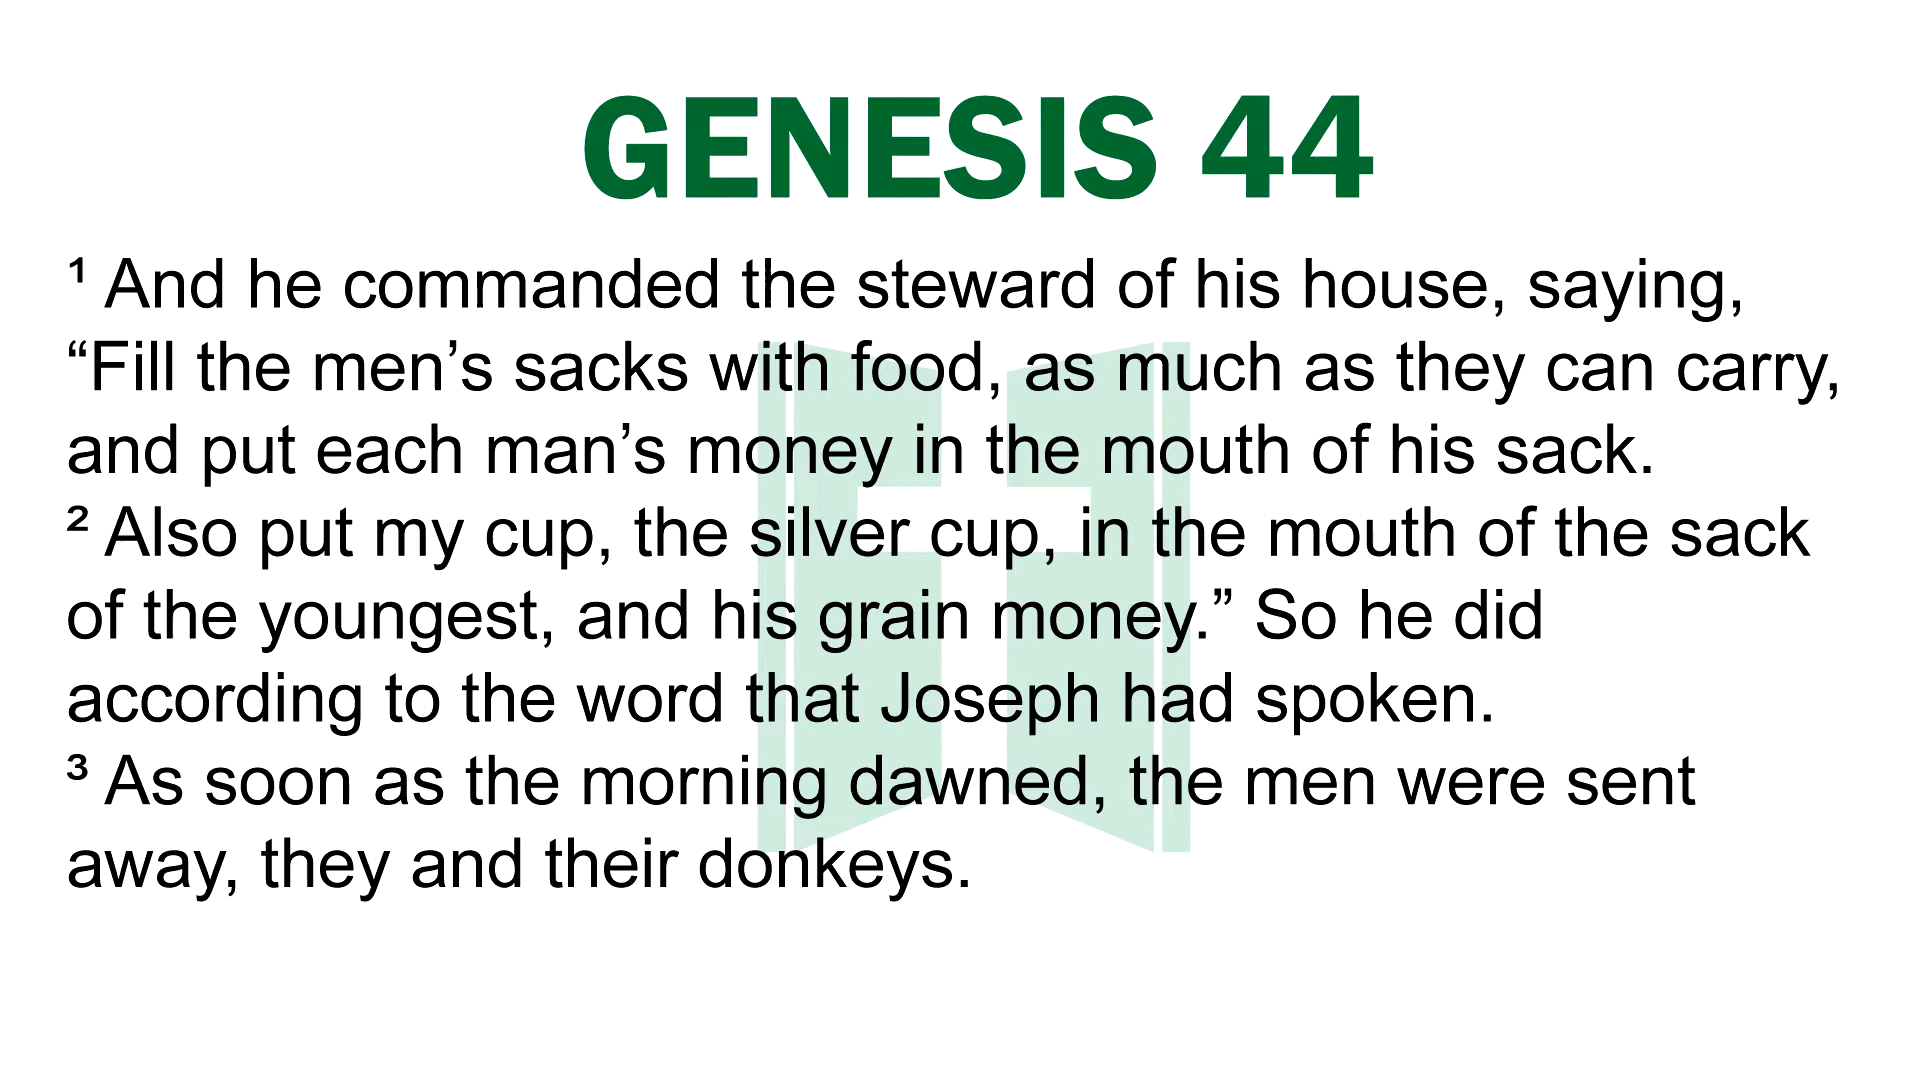 GENESIS 44
¹ And he commanded the steward of his house, saying,
“Fill the men’s sacks with food, as much as they can carry,
and put each man’s money in the mouth of his sack.
² Also put my cup, the silver cup, in the mouth of the sack
of the youngest, and his grain money.” So he did
according to the word that Joseph had spoken.
³ As soon as the morning dawned, the men were sent
away, they and their donkeys.